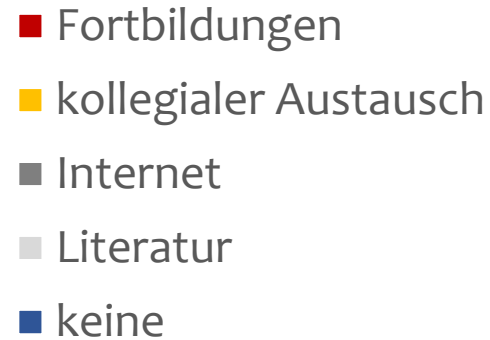 Fortbildungen
kollegialer Austausch
Internet
Literatur
keine